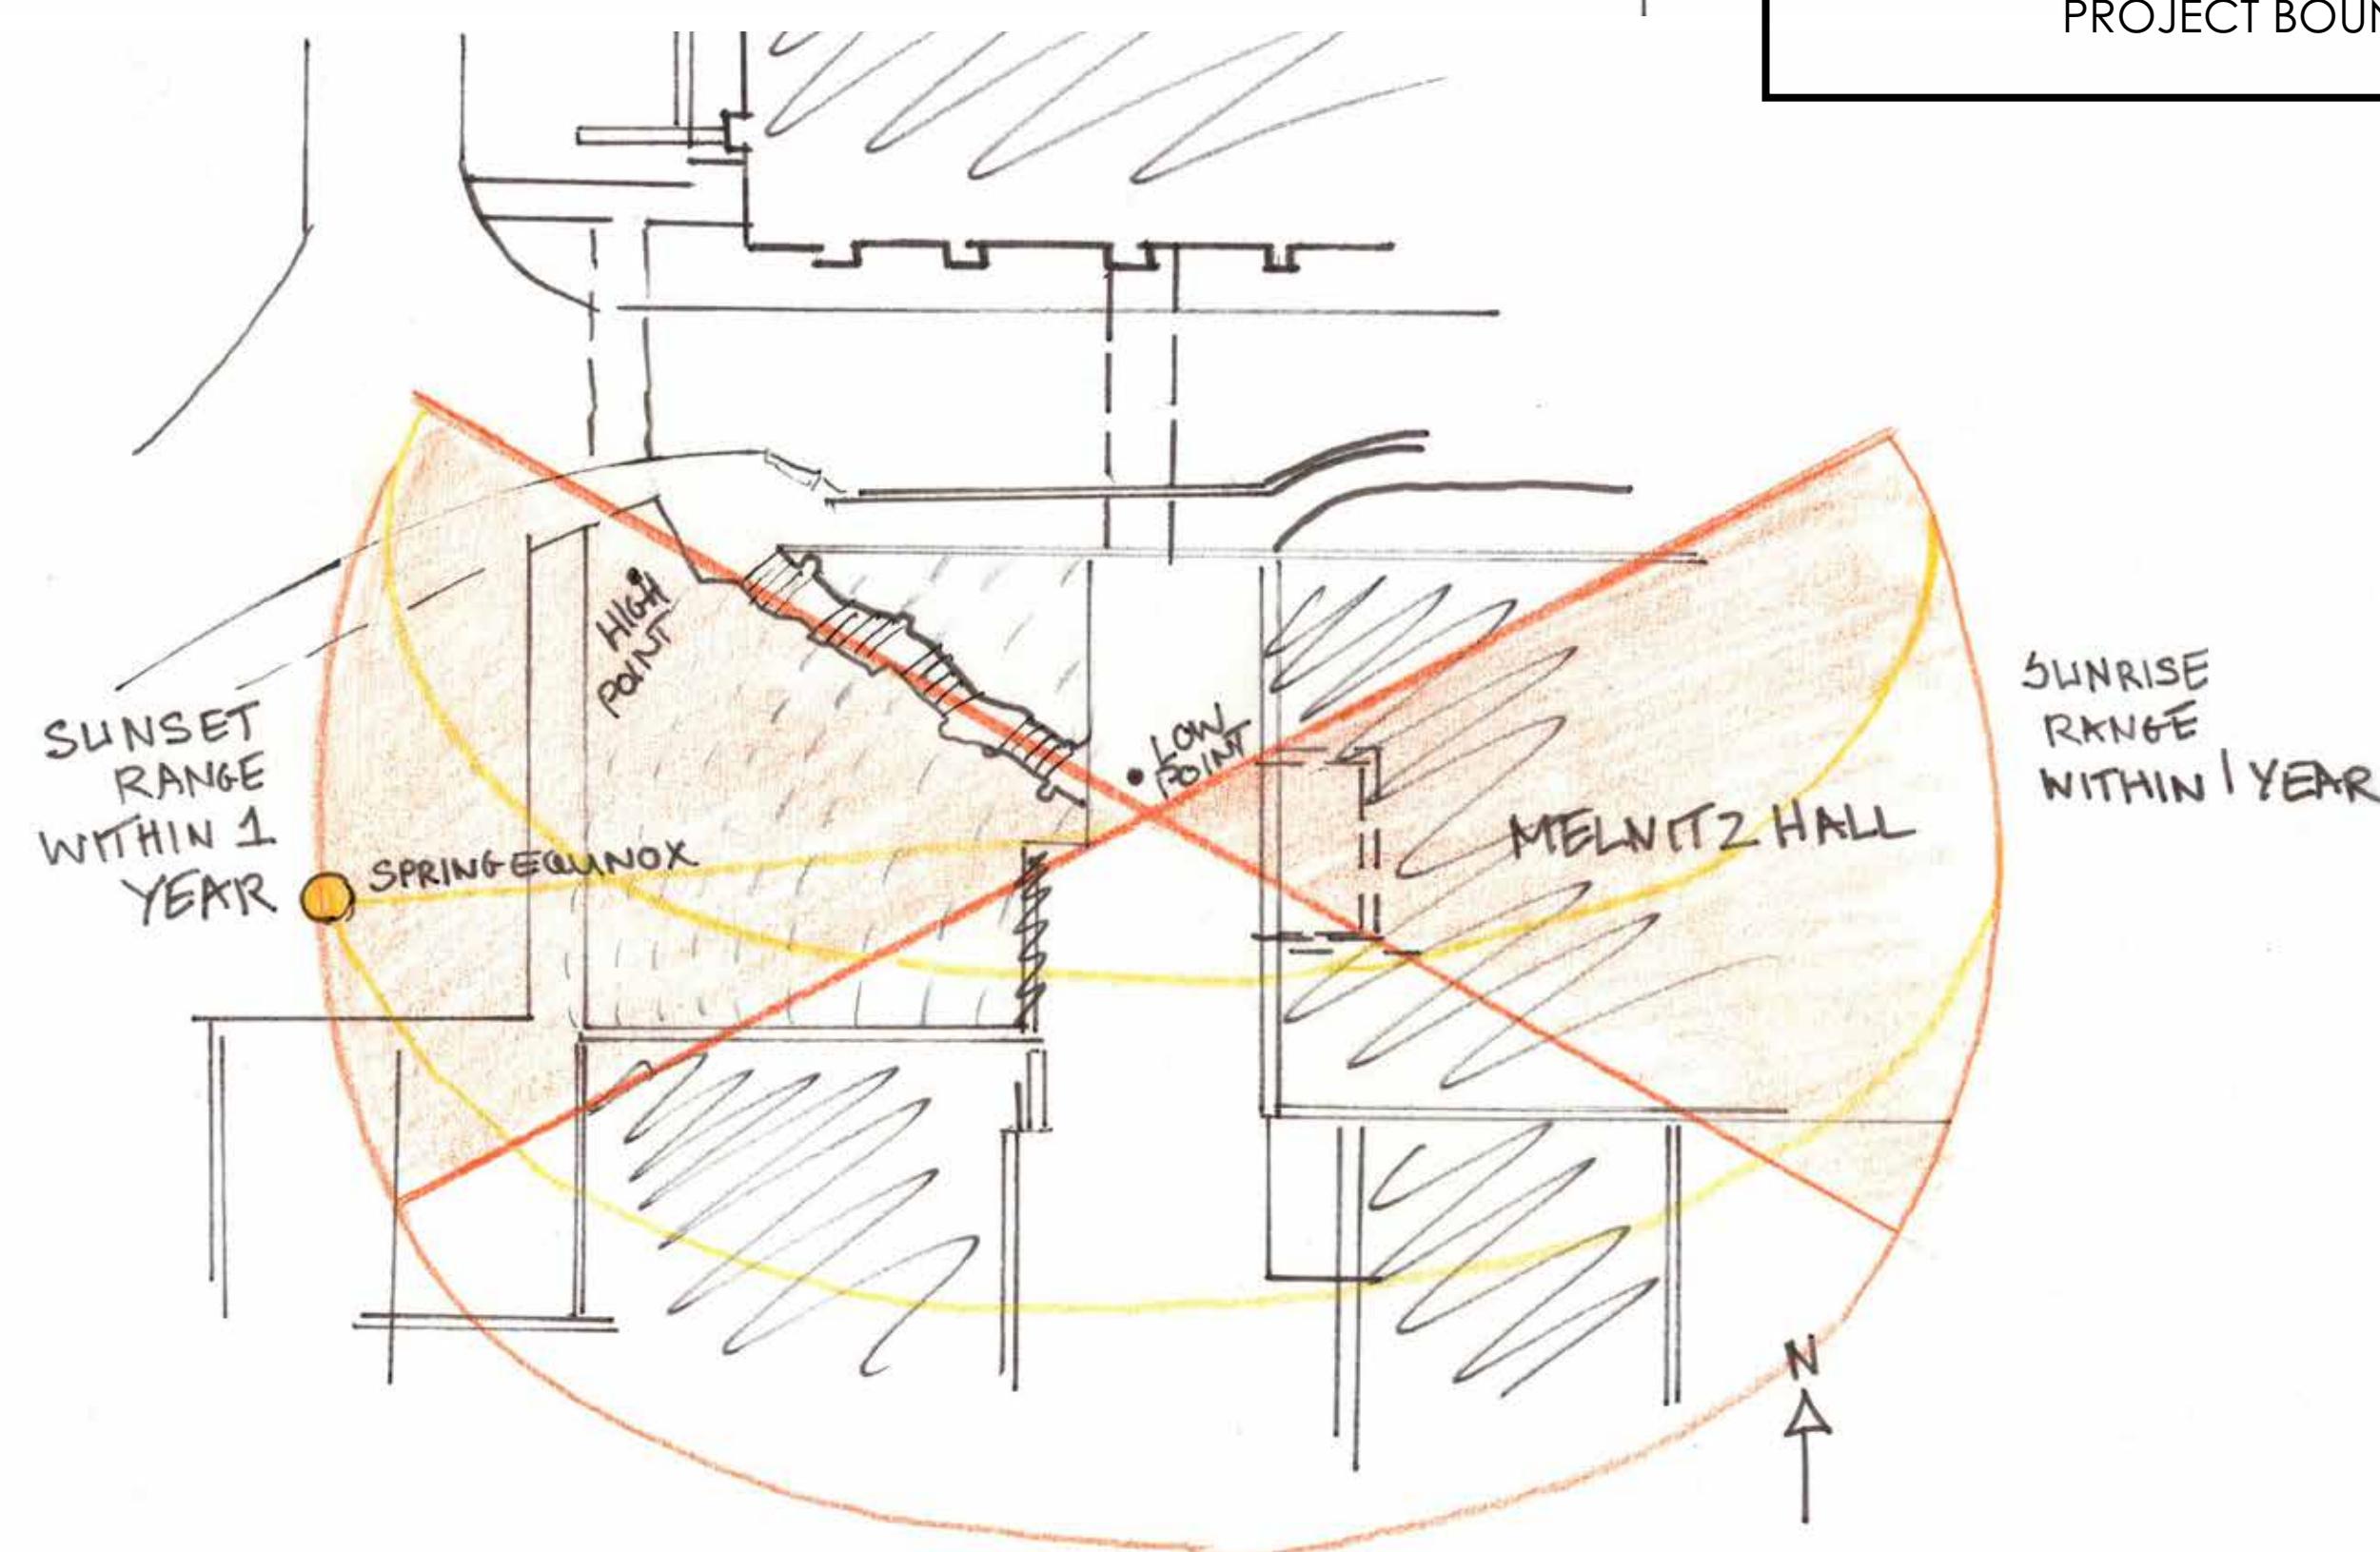 PROJECT BOUN
HIGH
POINT
LOW
POINT
SUNSET
RANGE
WITHIN 1
YEAR
SPRING EQUINOX
MELNITZ HALL
SUNRISE
RANGE
WITHIN 1 YEAR
N